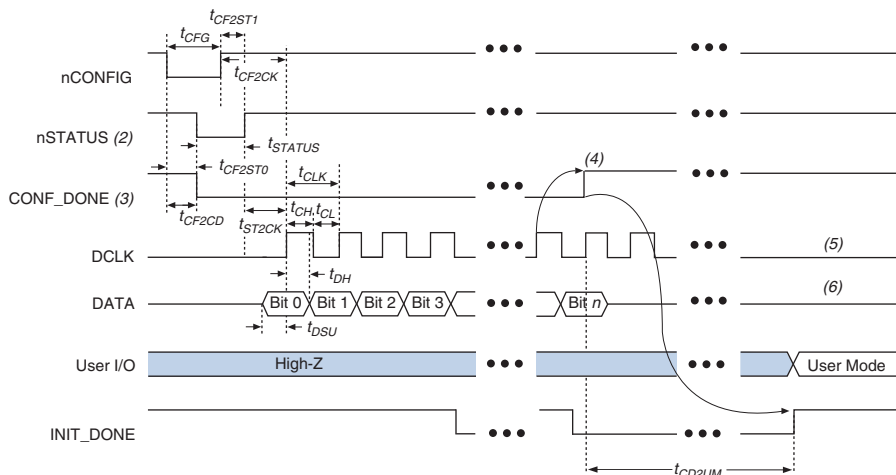 tCF2ST1
tCFG
tCF2CK
nCONFIG
nSTATUS (2)
tSTATUS
tCF2ST0
tCLK
(4)
CONF_DONE (3)
tCF2CD
tST2CK
tCH
tCL
DCLK
(5)
tDH
DATA
Bit 0
Bit 1
Bit 2
Bit 3
Bit n
(6)
tDSU
User I/O
High-Z
User Mode
INIT_DONE
tCD2UM